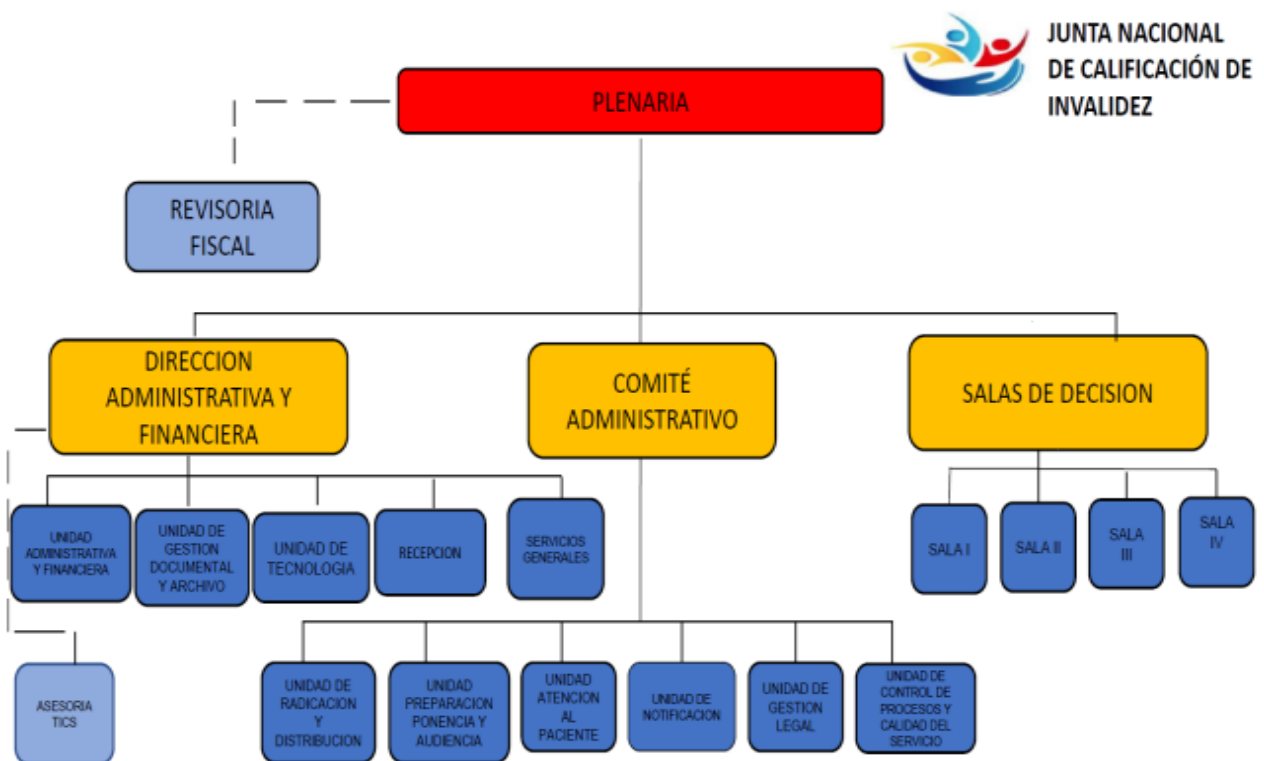 JUNTA NACIONAL
DE CALIFICACIÓN DE
INVALIDEZ
PLENARIA
REVISORIA
FISCAL
DIRECCION
ADMINISTRATIVA Y
FINANCIERA
COMITÉ
ADMINISTRATIVO
SALAS DE DECISION
UNIDAD
ADMINISTRATIVA
Y FINANCIERA
UNIDAD DE
GESTION
DOCUMENTAL
Y ARCHIVO
UNIDAD DE
TECNOLOGIA
RECEPCION
SERVICIOS
GENERALES
SALA I
SALA II
SALA
III
SALA
IV
ASESORIA
TICS
UNIDAD DE
RADICACION
Y
DISTRIBUCION
UNIDAD
PREPARACION
PONENCIA Y
AUDIENCIA
UNIDAD
ATENCION
AL
PACIENTE
UNIDAD DE
NOTIFICACION
UNIDAD DE
GESTION
LEGAL
UNIDAD DE
CONTROL DE
PROCESOS Y
CALIDAD DEL
SERVICIO